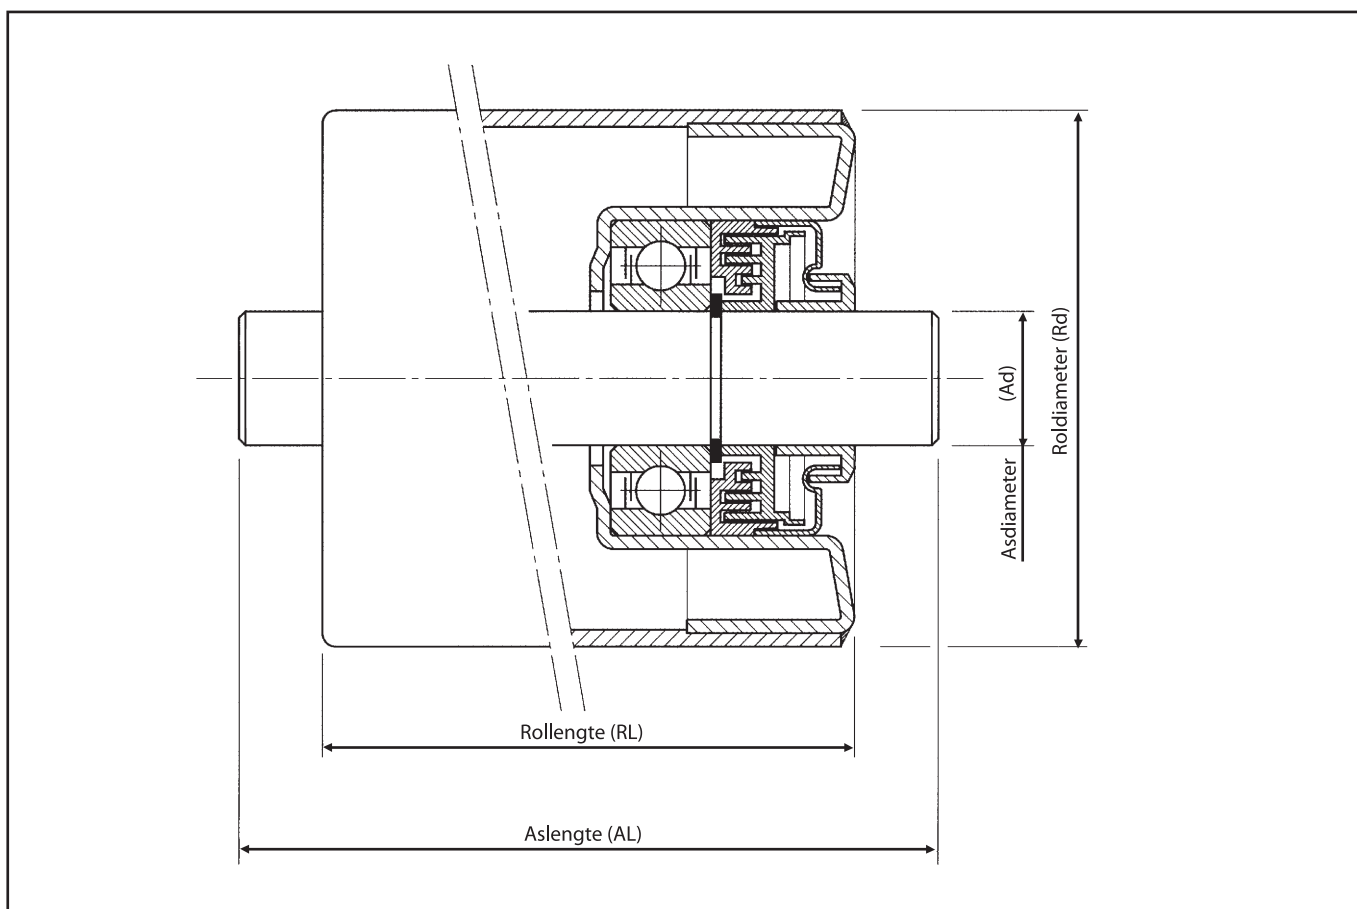 Roldiameter (Rd)
(Ad)
Asdiameter
Rollengte (RL)
Aslengte (AL)